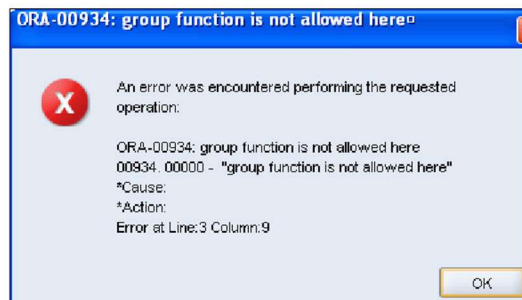 ORA-00934: group function is not allowed here¤
An error was encountered performing the requested
operation:
ORA-00934: group function is not allowed here
00934. 00000 - "group function is not allowed here"
*Cause:
*Action:
Error at Line:3 Column:9
OK